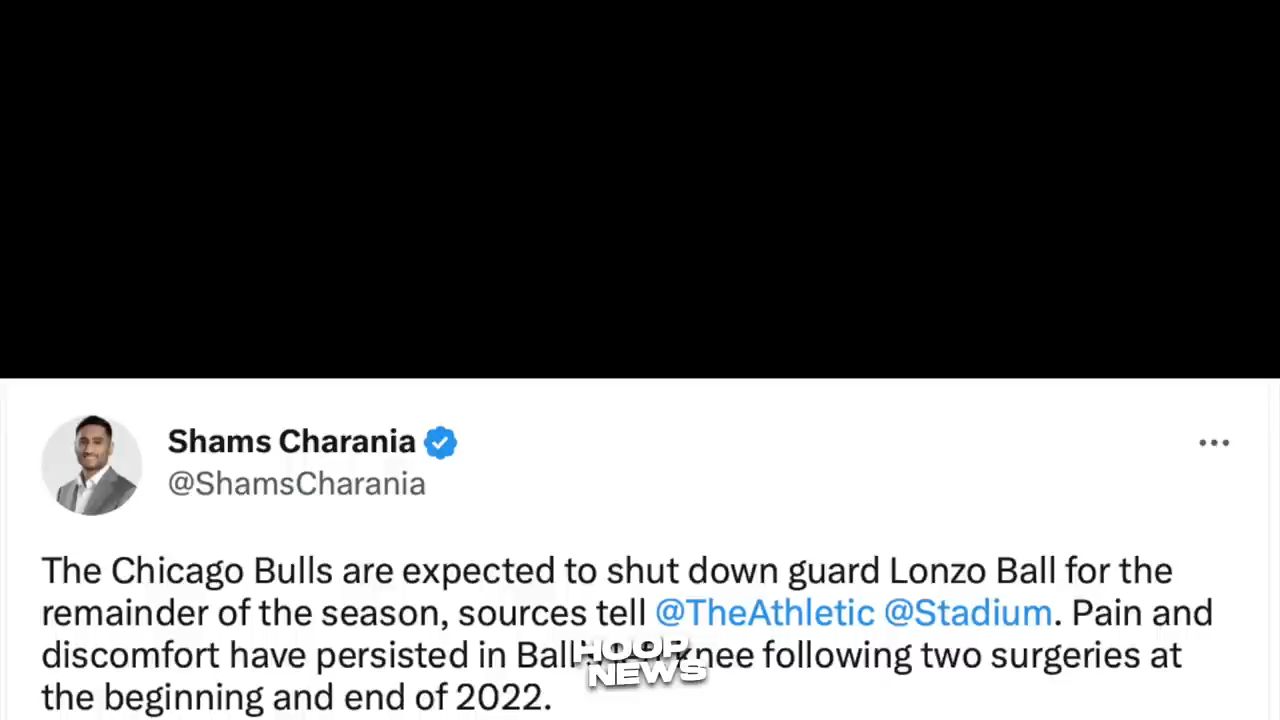 Shams Charania
@ShamsCharania
The Chicago Bulls are expected to shut down guard Lonzo Ball for the
remainder of the season, sources tell @TheAthletic @Stadium. Pain and
discomfort have persisted in Ball knee following two surgeries at
the beginning and end of 2022.
HOOP
NEWS